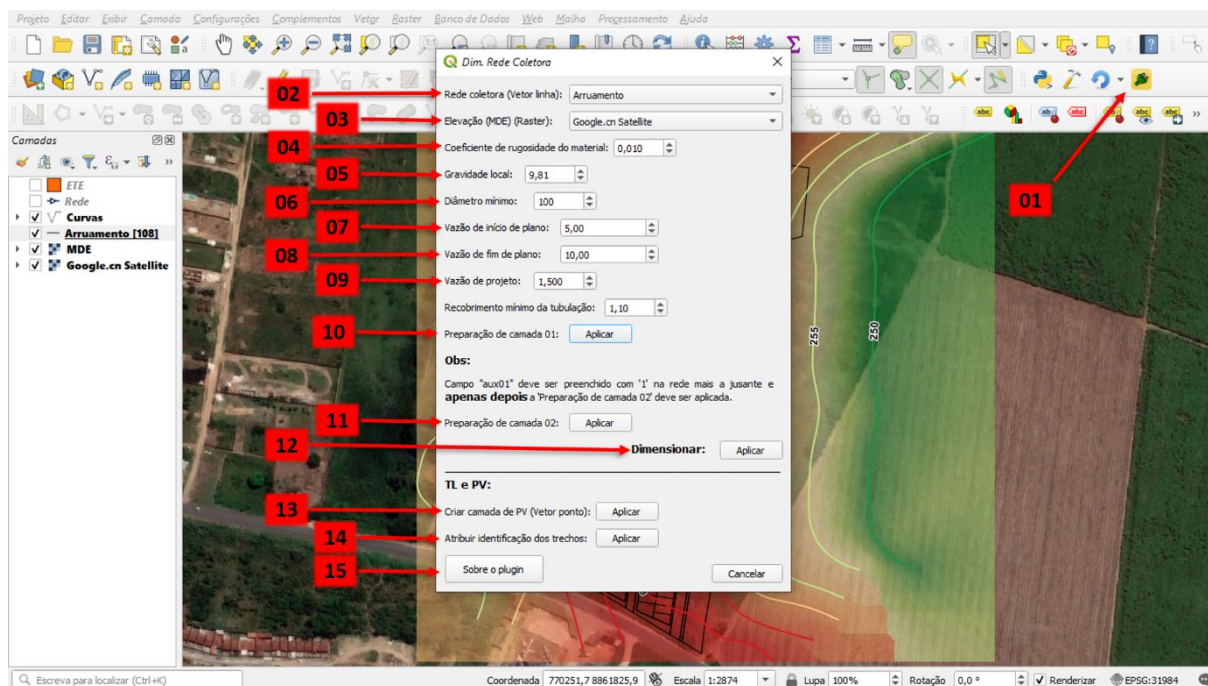 Projeto Editar Exibir Camada Configurações Complementos Vetor Raster Banco de Dados Web Malha Processamento Ajuda
Dim. Rede Coletora
02
Rede coletora (Vetor linha): Arruamento
03
Elevação (MDE) (Raster): Google.cn Satellite
04
Coeficiente de rugosidade do material: 0,010
05
Gravidade local: 9,81
06
Diâmetro mínimo: 100
07
Vazão de início de plano: 5,00
08
Vazão de fim de plano: 10,00
09
Vazão de projeto: 1,500
Recobrimento mínimo da tubulação: 1,10
10
Preparação de camada 01: Aplicar
Obs:
Campo "aux01" deve ser preenchido com '1' na rede mais a jusante e
apenas depois a 'Preparação de camada 02' deve ser aplicada.
11
Preparação de camada 02: Aplicar
12
Dimensionar: Aplicar
TL e PV:
13
Criar camada de PV (Vetor ponto): Aplicar
14
Atribuir identificação dos trechos: Aplicar
15
Sobre o plugin
Cancelar
01
Camadas
ETE
Rede
Curvas
Arruamento [108]
MDE
Google.cn Satellite
abc
abc
255
250
Escreva para localizar (Ctrl+K)
Coordenada 770251,7 8861825,9 Escala 1:2874 Lupa 100% Rotação 0,0 ° Renderizar EPSG:31984